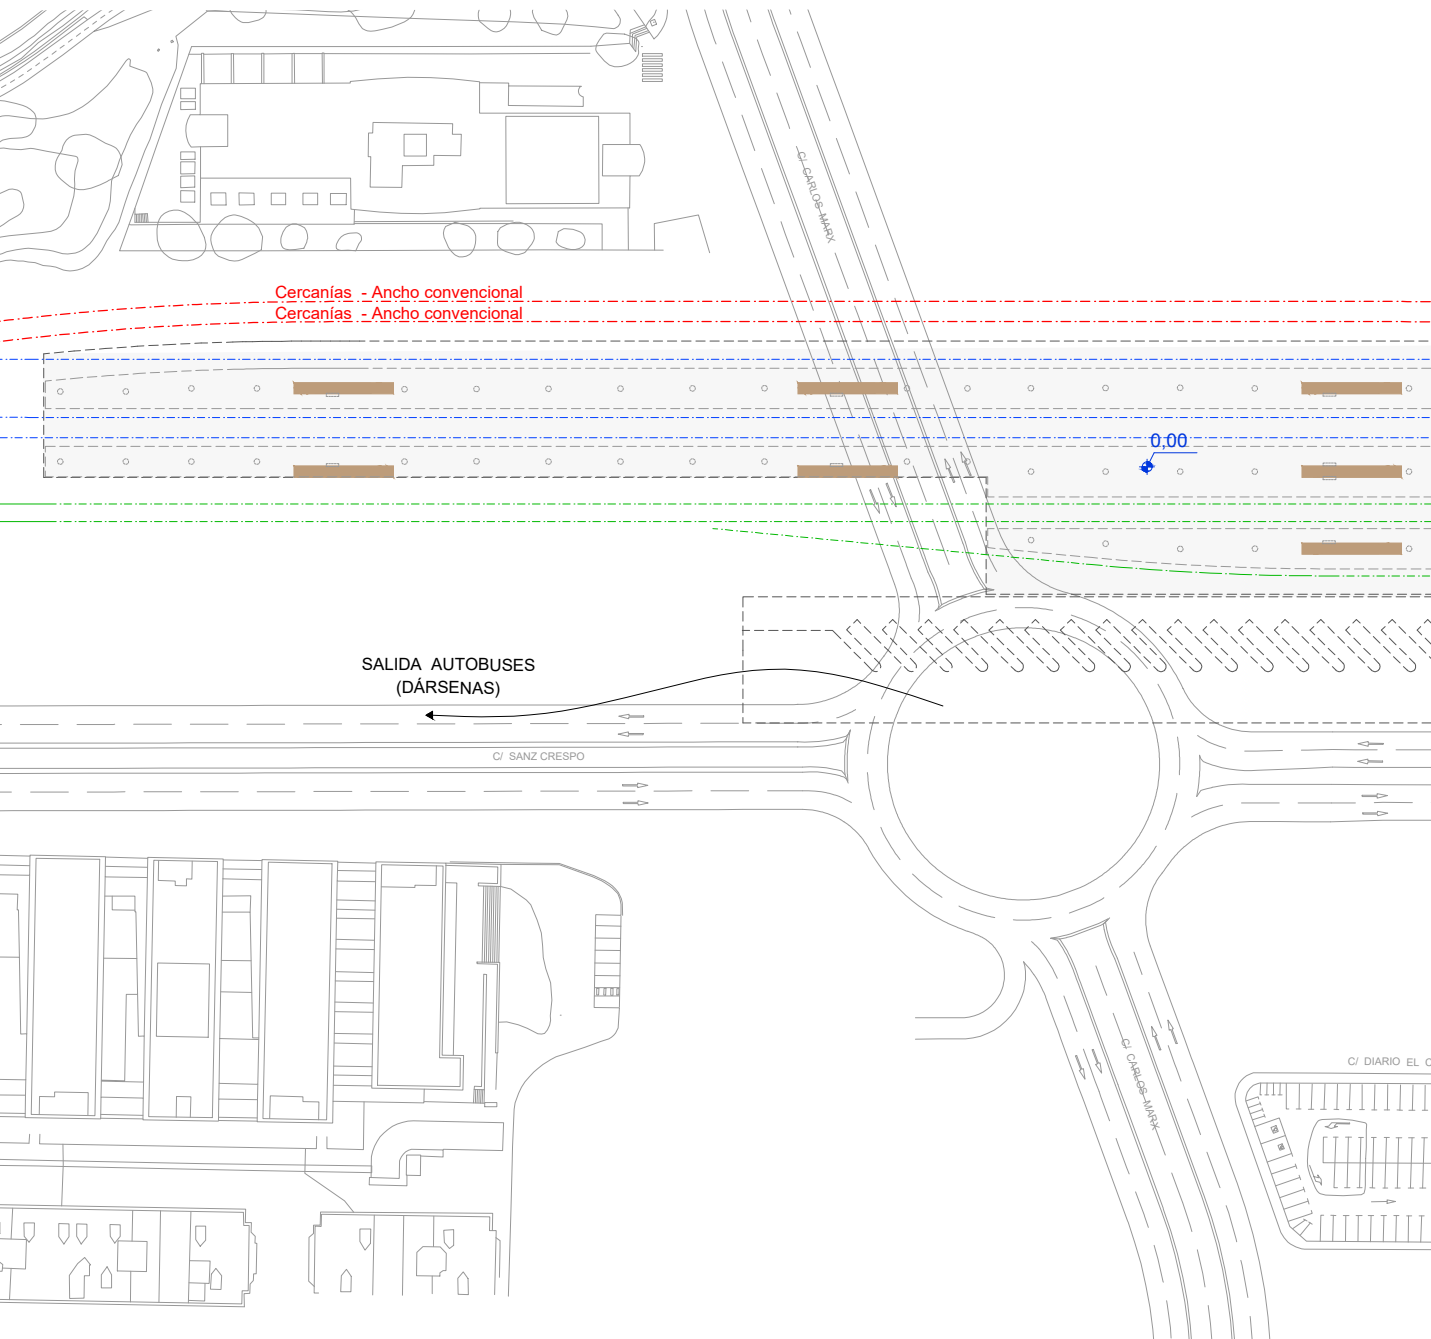 C/ CARLOS MARX
Cercanías - Ancho convencional
Cercanías - Ancho convencional
0,00
SALIDA AUTOBUSES
(DÁRSENAS)
C/ SANZ CRESPO
C/ CARLOS MARX
C/ DIARIO EL C